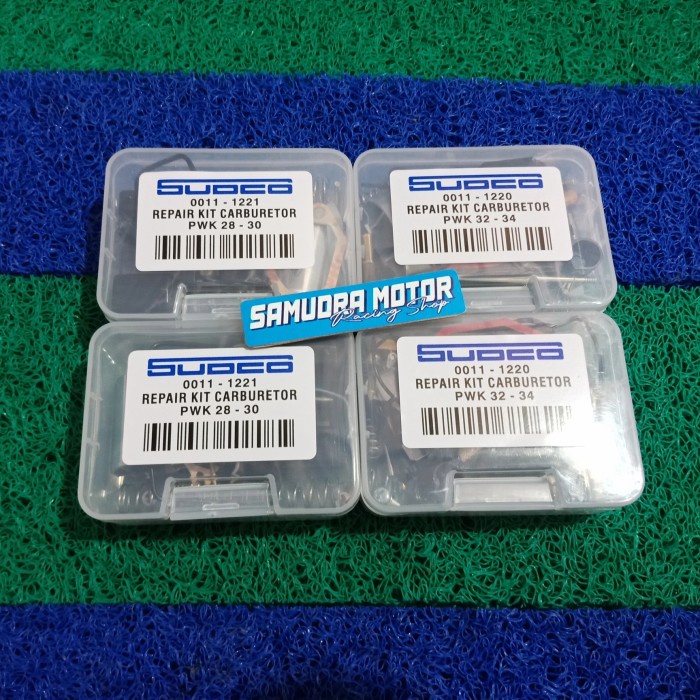 SUDCO
0011 - 1221
REPAIR KIT CARBURETOR
PWK 28 - 30
SUDCO
0011 - 1220
REPAIR KIT CARBURETOR
PWK 32 - 34
SAMUDRA MOTOR
Racing Shop
SUDCO
0011 - 1221
REPAIR KIT CARBURETOR
PWK 28 - 30
SUDCO
0011 - 1220
REPAIR KIT CARBURETOR
PWK 32 - 34